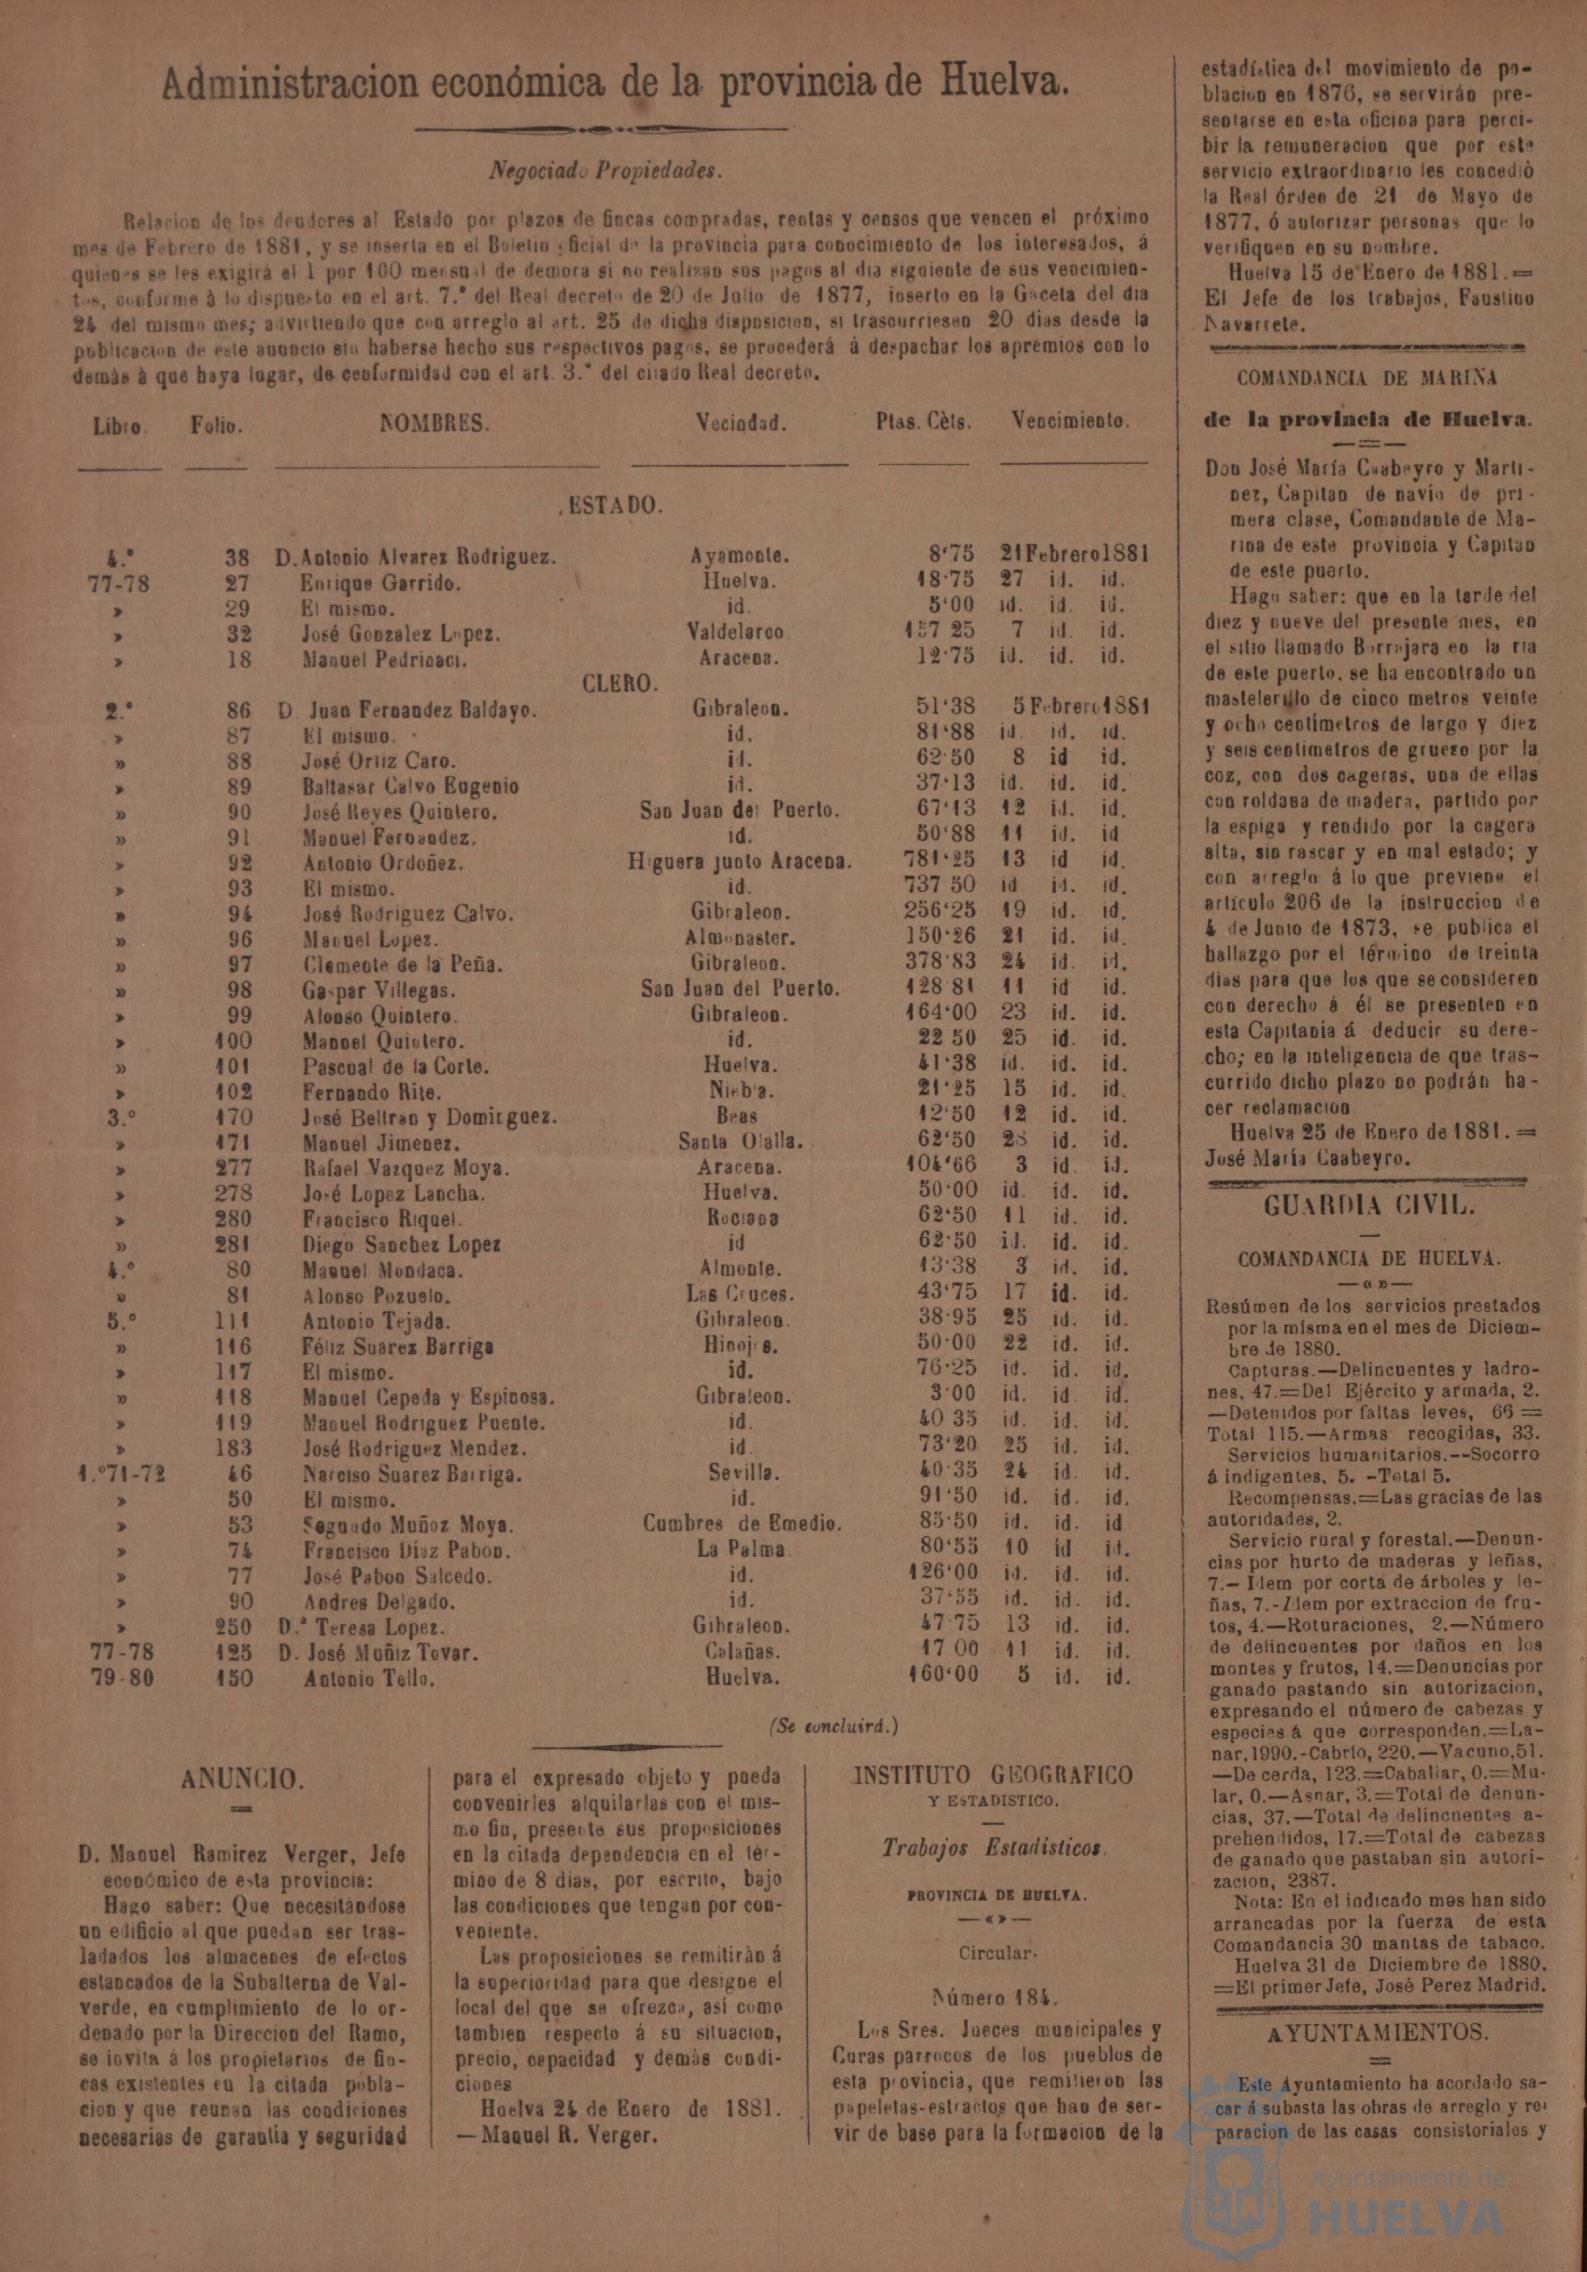 Administracion económica de la provincia de Huelva.
Negociado Propiedades.
Relacion de los deudores al Estado por plazos de fincas compradas, rentas y censos que vencen el próximo
mes de Febrero de 1881, y se inserta en el Boletin oficial de la provincia para conocimiento de los interesados, á
quienes se les exigirá el 1 por 100 mensual de demora si no realizan sus pagos al dia siguiente de sus vencimien-
tos, conforme à lo dispuesto en el art. 7.° del Real decreto de 20 de Julio de 1877, inserto en la Gaceta del dia
24 del mismo mes; advirtiendo que con arreglo al art. 25 de dicha disposicion, si trascurriesen 20 dias desde la
publicacion de este anuncio sin haberse hecho sus respectivos pagos, se procederá á despachar los apremios con lo
demàs à que haya lugar, de conformidad con el art. 3.° del citado Real decreto.
Libro. Folio. NOMBRES. Veciadad. Ptas. Cèts. Vencimiento.
ESTADO.
4.° 38 D. Antonio Alvarez Rodriguez. Ayamonte. 8‘75 21 Febrero 1881
77-78 27 Enrique Garrido. Huelva. 18‘75 27 id. id.
» 29 El mismo. id. 5‘00 id. id. id.
» 32 José Gonzalez Lopez. Valdelarco. 157 25 7 id. id.
» 18 Manuel Pedrinaci. Aracena. 12‘75 id. id. id.
CLERO.
2.° 86 D. Juan Fernandez Baldayo. Gibraleon. 51‘38 5 Febrero 1881
» 87 El mismo. id. 81‘88 id. id. id.
» 88 José Ortiz Caro. id. 62‘50 8 id id.
» 89 Baltasar Calvo Eugenio id. 37‘13 id. id. id.
» 90 José Reyes Quintero. San Juan del Puerto. 67‘13 12 id. id.
» 91 Manuel Fernandez. id. 50‘88 11 id. id
» 92 Antonio Ordoñez. Higuera junto Aracena. 781‘25 13 id id.
» 93 El mismo. id. 737 50 id id. id.
» 94 José Rodriguez Calvo. Gibraleon. 256‘25 19 id. id.
» 96 Manuel Lopez. Almonaster. 150‘26 21 id. id.
» 97 Clemente de la Peña. Gibraleon. 378‘83 24 id. id.
» 98 Gaspar Villegas. San Juan del Puerto. 128 81 11 id id.
» 99 Alonso Quintero. Gibraleon. 164‘00 23 id. id.
» 100 Manuel Quintero. id. 22 50 25 id. id.
» 101 Pascual de la Corte. Huelva. 41‘38 id. id. id.
» 102 Fernando Rite. Niebla. 21‘25 15 id. id.
3.° 170 José Beltran y Dominguez. Beas 12‘50 12 id. id.
» 171 Manuel Jimenez. Santa Olalla. 62‘50 23 id. id.
» 277 Rafael Vazquez Moya. Aracena. 104‘66 3 id. id.
» 278 José Lopez Lancha. Huelva. 50‘00 id. id. id.
» 280 Francisco Riquel. Rociana 62‘50 11 id. id.
» 281 Diego Sanchez Lopez id 62‘50 id. id. id.
4.° 80 Manuel Mondaca. Almonte. 13‘38 3 id. id.
» 81 Alonso Pozuelo. Las Cruces. 43‘75 17 id. id.
5.° 111 Antonio Tejada. Gibraleon. 38‘95 25 id. id.
» 116 Féliz Suarez Barriga Hinojos. 50‘00 22 id. id.
» 117 El mismo. id. 76‘25 id. id. id.
» 118 Manuel Cepeda y Espinosa. Gibraleon. 3‘00 id. id id.
» 119 Manuel Rodriguez Puente. id. 40 35 id. id. id.
» 183 José Rodriguez Mendez. id. 73‘20 25 id. id.
1.°71-72 46 Narciso Suarez Barriga. Sevilla. 40‘35 24 id. id.
» 50 El mismo. id. 91‘50 id. id. id.
» 53 Segundo Muñoz Moya. Cumbres de Emedio. 85‘50 id. id. id
» 74 Francisco Díaz Pabon. La Palma. 80‘55 10 id id.
» 77 José Pabon Salcedo. id. 126‘00 id. id. id.
» 90 Andres Delgado. id. 37‘55 id. id. id.
» 250 D.ª Teresa Lopez. Gibraleon. 47‘75 13 id. id.
77-78 125 D. José Muñiz Tovar. Calañas. 17 00 11 id. id.
79-80 150 Antonio Tello. Huelva. 160‘00 5 id. id.
(Se concluirá.)
ANUNCIO.
D. Manuel Ramirez Verger, Jefe
económico de esta provincia:
Hago saber: Que necesitándose
un edificio al que puedan ser tras-
ladados los almacenes de efectos
estancados de la Subalterna de Val-
verde, en cumplimiento de lo or-
denado por la Direccion del Ramo,
se invita á los propietarios de fin-
cas existentes en la citada pobla-
cion y que reunan las condiciones
necesarias de garantia y seguridad
para el expresado objeto y pueda
convenirles alquilarlas con el mis-
mo fin, presente sus proposiciones
en la citada dependencia en el tér-
mino de 8 dias, por escrito, bajo
las condiciones que tengan por con-
veniente.
Las proposiciones se remitiràn á
la superioridad para que designe el
local del que se ofrezca, así como
tambien respecto á su situacion,
precio, capacidad y demàs condi-
ciones
Huelva 24 de Enero de 1881.
—Manuel R. Verger.
INSTITUTO GEOGRAFICO
Y ESTADISTICO.
Trabajos Estadísticos.
PROVINCIA DE HUELVA.
—«»—
Circular.
Número 184.
Los Sres. Jueces municipales y
Curas parrocos de los pueblos de
esta provincia, que remitieron las
papeletas-estractos que han de ser-
vir de base para la formacion de la
estadística del movimiento de po-
blacion en 1876, se servirán pre-
sentarse en esta oficina para perci-
bir la remuneracion que por este
servicio extraordinario les concedió
la Real órden de 21 de Mayo de
1877, ó autorizar personas que lo
verifiquen en su nombre.
Huelva 15 de Enero de 1881.=
El Jefe de los trabajos, Faustino
Navarrete.
COMANDANCIA DE MARINA
de la provincia de Huelva.
Don José María Caabeyro y Marti-
nez, Capitan de navio de pri-
mera clase, Comandante de Ma-
rina de este provincia y Capitan
de este puerto.
Hago saber: que en la tarde del
diez y nueve del presente mes, en
el sitio llamado Borrajara en la ria
de este puerto, se ha encontrado un
mastelerillo de cinco metros veinte
y ocho centímetros de largo y diez
y seis centimetros de grueso por la
coz, con dos cageras, una de ellas
con roldana de madera, partido por
la espiga y rendido por la cagera
alta, sin rascar y en mal estado; y
con arreglo á lo que previene el
artículo 206 de la instruccion de
4 de Junio de 1873, se publica el
hallazgo por el término de treinta
dias para que los que se consideren
con derecho á él se presenten en
esta Capitania á deducir su dere-
cho; en la inteligencia de que tras-
currido dicho plazo no podrán ha-
cer reclamacion
Huelva 25 de Enero de 1881.=
José María Caabeyro.
GUARDIA CIVIL.
COMANDANCIA DE HUELVA.
—«»—
Resúmen de los servicios prestados
por la misma en el mes de Diciem-
bre de 1880.
Capturas.—Delincuentes y ladro-
nes, 47.=Del Ejército y armada, 2.
—Detenidos por faltas leves, 66 =
Total 115.—Armas recogidas, 33.
Servicios humanitarios.--Socorro
á indigentes, 5. -Total 5.
Recompensas.=Las gracias de las
autoridades, 2.
Servicio rural y forestal.—Denun-
cias por hurto de maderas y leñas,
7.—Idem por corta de árboles y le-
ñas, 7.-Idem por extraccion de fru-
tos, 4.—Roturaciones, 2.—Número
de delincuentes por daños en los
montes y frutos, 14.=Denuncias por
ganado pastando sin autorizacion,
expresando el número de cabezas y
especies á que corresponden.=La-
nar, 1990.-Cabrío, 220.—Vacuno, 51.
—De cerda, 123.=Caballar, 0.=Mu-
lar, 0.—Asnar, 3.=Total de denun-
cias, 37.—Total de delincnentes a-
prehendidos, 17.=Total de cabezas
de ganado que pastaban sin autori-
zacion, 2387.
Nota: En el indicado mes han sido
arrancadas por la fuerza de esta
Comandancia 30 mantas de tabaco.
Huelva 31 de Diciembre de 1880.
=El primer Jefe, José Perez Madrid.
AYUNTAMIENTOS.
Este Ayuntamiento ha acordado sa-
car á subasta las obras de arreglo y re-
paracion de las casas consistoriales y
Ayuntamiento de
HUELVA